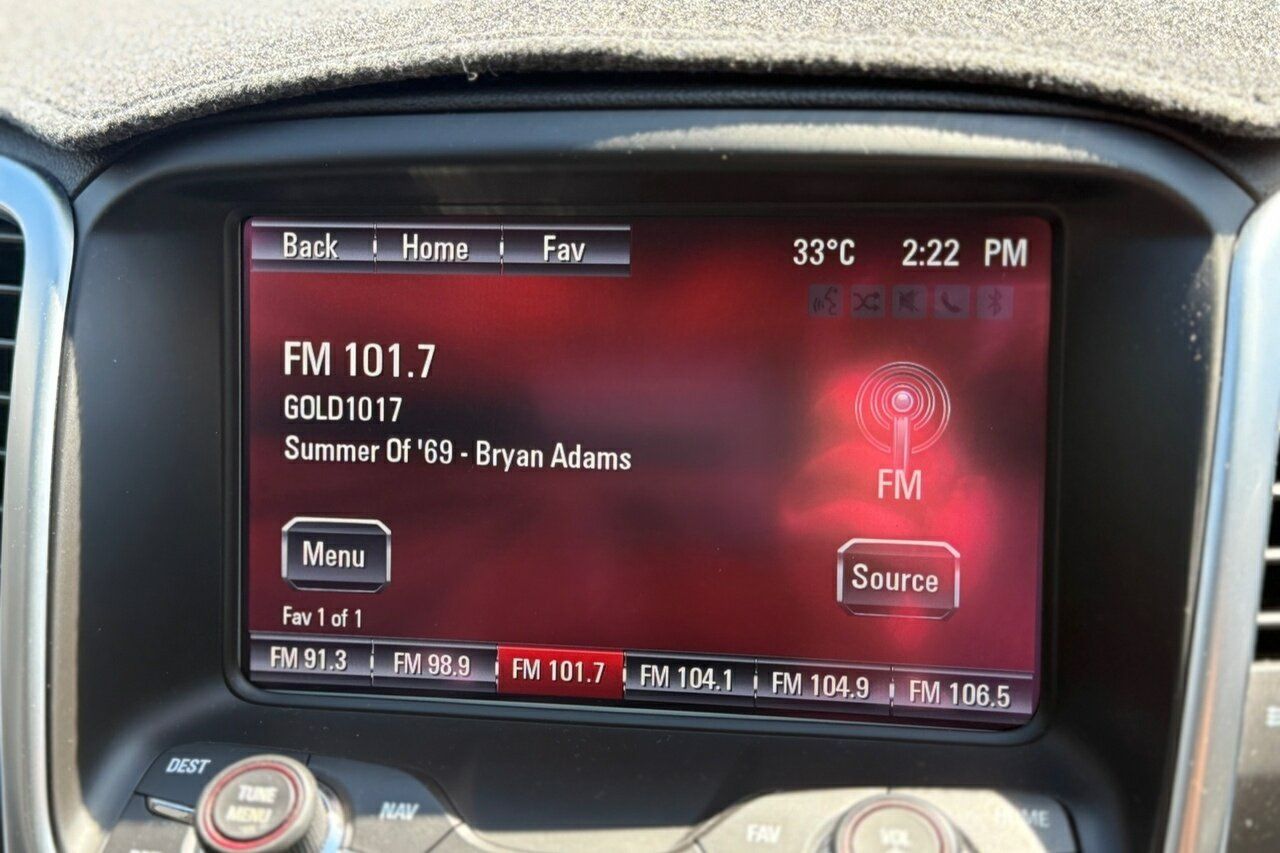 Back Home Fav 33°C 2:22 PM
FM 101.7
GOLD1017
Summer Of '69 - Bryan Adams
FM
Menu
Source
Fav 1 of 1
FM 91.3 FM 98.9 FM 101.7 FM 104.1 FM 104.9 FM 106.5
DEST
TUNE
MENU
NAV
FAV
VOL
HOME